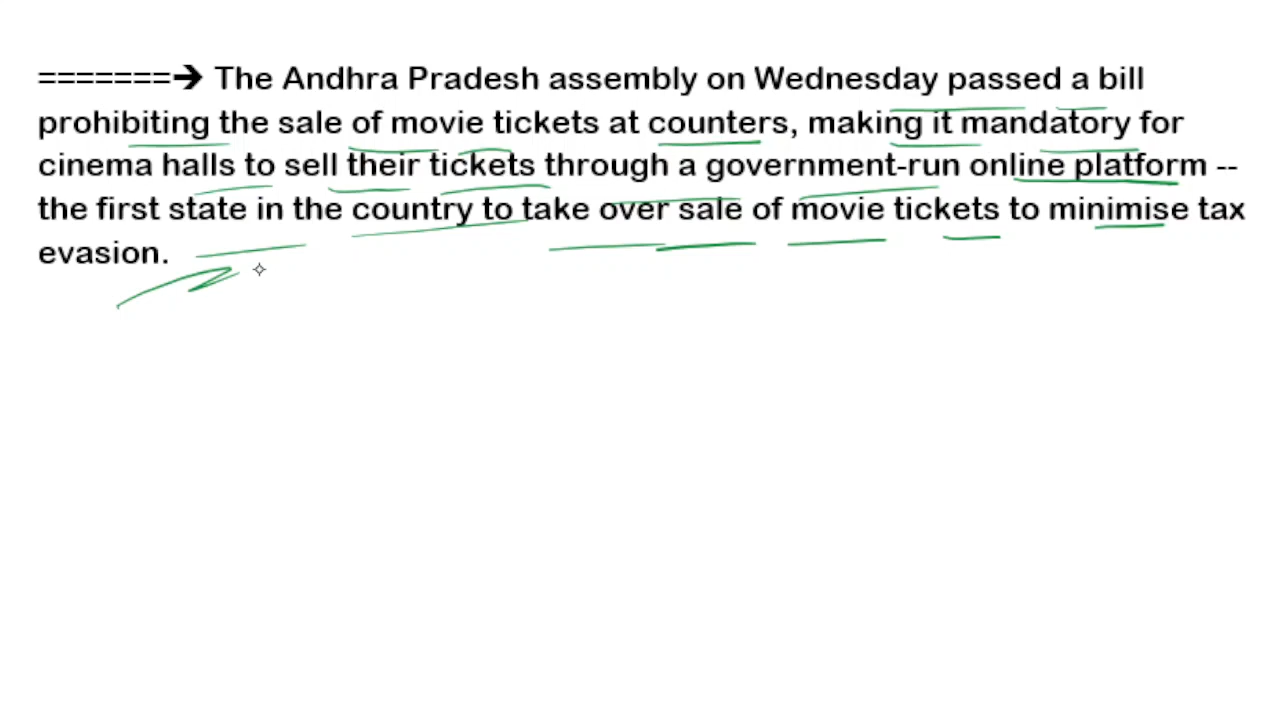 =======➔ The Andhra Pradesh assembly on Wednesday passed a bill
prohibiting the sale of movie tickets at counters, making it mandatory for
cinema halls to sell their tickets through a government-run online platform --
the first state in the country to take over sale of movie tickets to minimise tax
evasion.